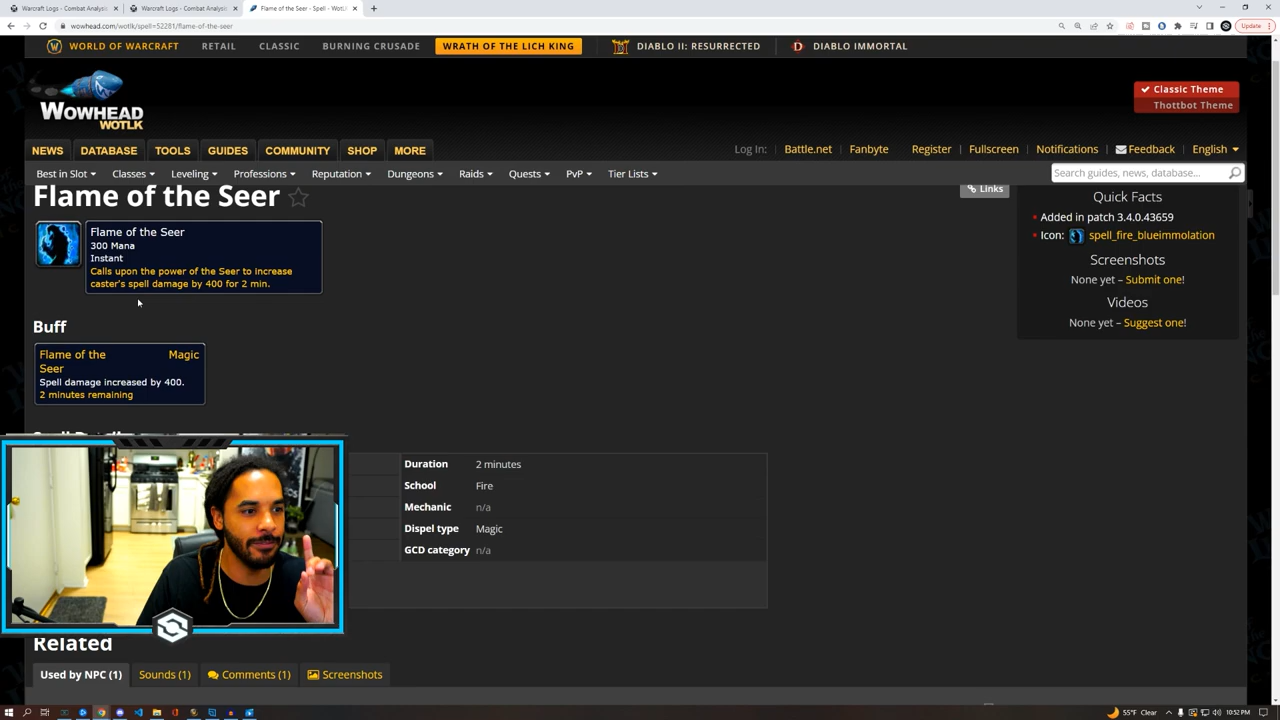 Warcraft Logs - Combat Analysis
Warcraft Logs - Combat Analysis
Flame of the Seer - Spell - WotL
wowhead.com/wotlk/spell=52281/flame-of-the-seer
Update
WORLD OF WARCRAFT RETAIL CLASSIC BURNING CRUSADE WRATH OF THE LICH KING DIABLO II: RESURRECTED DIABLO IMMORTAL
WOWHEAD
WOTLK
Classic Theme
Thottbot Theme
NEWS DATABASE TOOLS GUIDES COMMUNITY SHOP MORE
Log In: Battle.net Fanbyte Register Fullscreen Notifications Feedback English
Best in Slot Classes Leveling Professions Reputation Dungeons Raids Quests PvP Tier Lists
Search guides, news, database...
Flame of the Seer
Links
Flame of the Seer
300 Mana
Instant
Calls upon the power of the Seer to increase
caster's spell damage by 400 for 2 min.
Quick Facts
Added in patch 3.4.0.43659
Icon: spell_fire_blueimmolation
Screenshots
None yet – Submit one!
Videos
None yet – Suggest one!
Buff
Flame of the Magic
Seer
Spell damage increased by 400.
2 minutes remaining
Duration 2 minutes
School Fire
Mechanic n/a
Dispel type Magic
GCD category n/a
Related
Used by NPC (1) Sounds (1) Comments (1) Screenshots
55°F Clear
10:52 PM